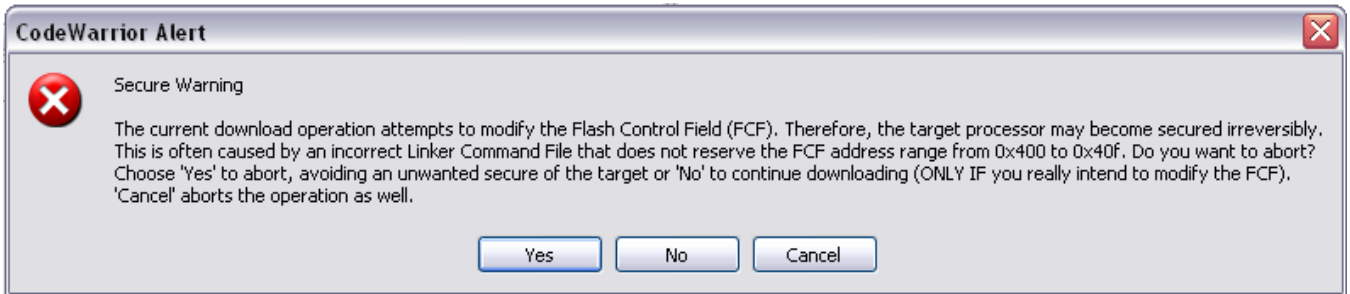 CodeWarrior Alert
Secure Warning
The current download operation attempts to modify the Flash Control Field (FCF). Therefore, the target processor may become secured irreversibly.
This is often caused by an incorrect Linker Command File that does not reserve the FCF address range from 0x400 to 0x40f. Do you want to abort?
Choose 'Yes' to abort, avoiding an unwanted secure of the target or 'No' to continue downloading (ONLY IF you really intend to modify the FCF).
'Cancel' aborts the operation as well.
Yes No Cancel